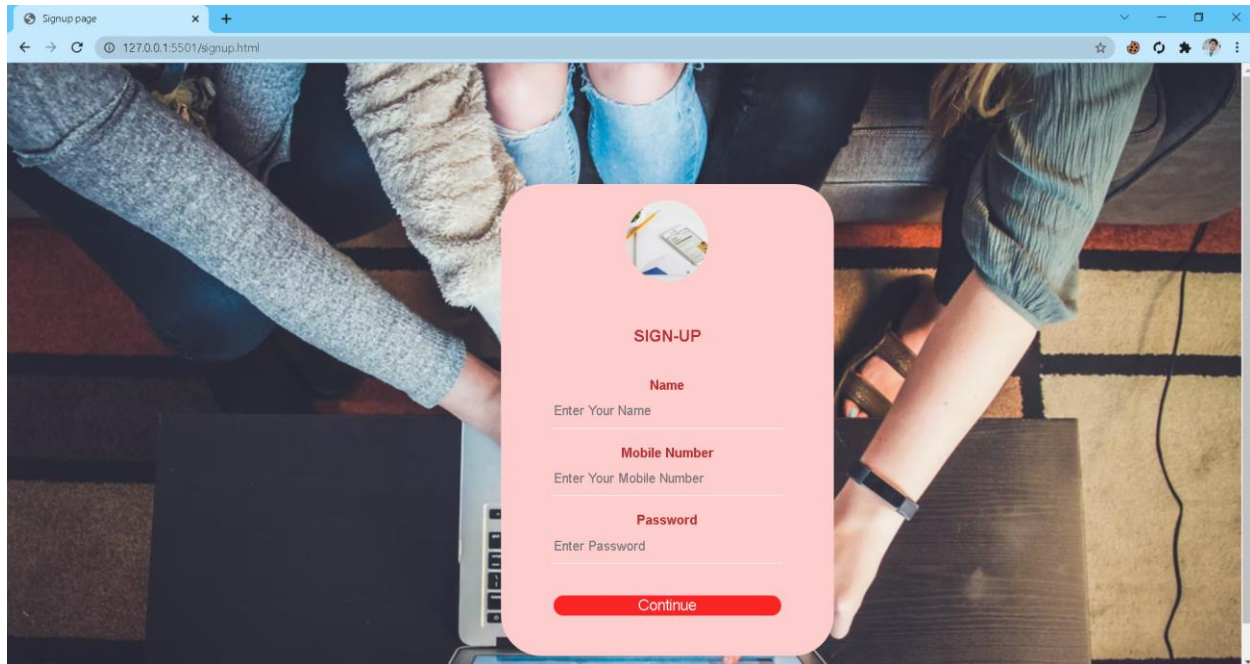 Signup page
127.0.0.1:5501/signup.html
SIGN-UP
Name
Enter Your Name
Mobile Number
Enter Your Mobile Number
Password
Enter Password
Continue